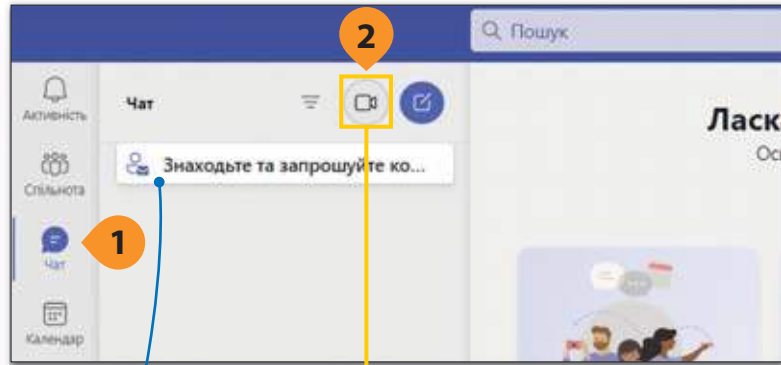 2
Пошук
Активність
Чат
Ласк
Ос
Спільнота
Знаходьте та запрошуйте ко...
1
Чат
Календар